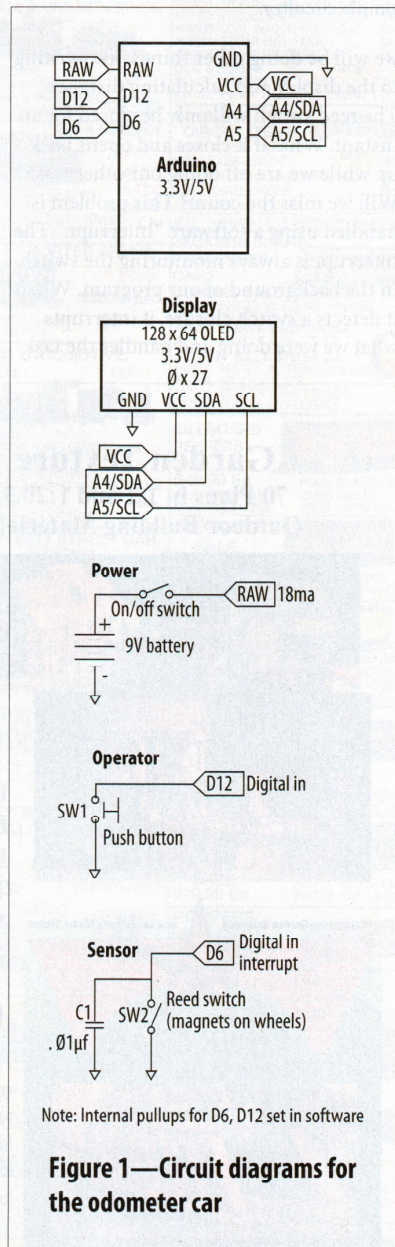 RAW RAW GND
VCC VCC
D12 D12 A4 A4/SDA
D6 D6 A5 A5/SCL
Arduino
3.3V/5V
Display
128 x 64 OLED
3.3V/5V
Ø x 27
GND VCC SDA SCL
VCC
A4/SDA
A5/SCL
Power
RAW 18ma
On/off switch
+
9V battery
-
Operator
D12 Digital in
SW1
Push button
Sensor
D6 Digital in
interrupt
C1
SW2 Reed switch
(magnets on wheels)
. Ø1µf
Note: Internal pullups for D6, D12 set in software
Figure 1—Circuit diagrams for
the odometer car